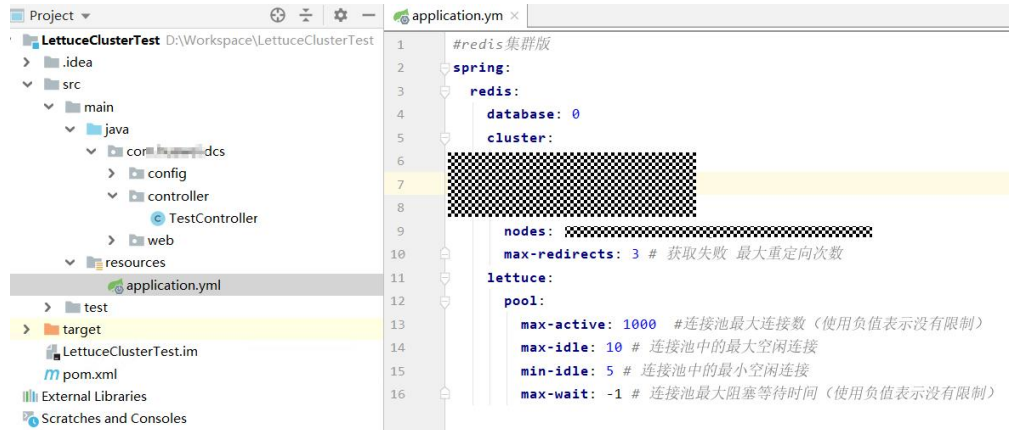 Project
LettuceClusterTest D:\Workspace\LettuceClusterTest
.idea
src
main
java
dcs
config
controller
TestController
web
resources
application.yml
test
target
LettuceClusterTest.im
pom.xml
External Libraries
Scratches and Consoles
application.ym
1 #redis集群版
2 spring:
3 redis:
4 database: 0
5 cluster:
6
7
8
9 nodes:
10 max-redirects: 3 # 获取失败 最大重定向次数
11 lettuce:
12 pool:
13 max-active: 1000 #连接池最大连接数（使用负值表示没有限制）
14 max-idle: 10 # 连接池中的最大空闲连接
15 min-idle: 5 # 连接池中的最小空闲连接
16 max-wait: -1 # 连接池最大阻塞等待时间（使用负值表示没有限制）